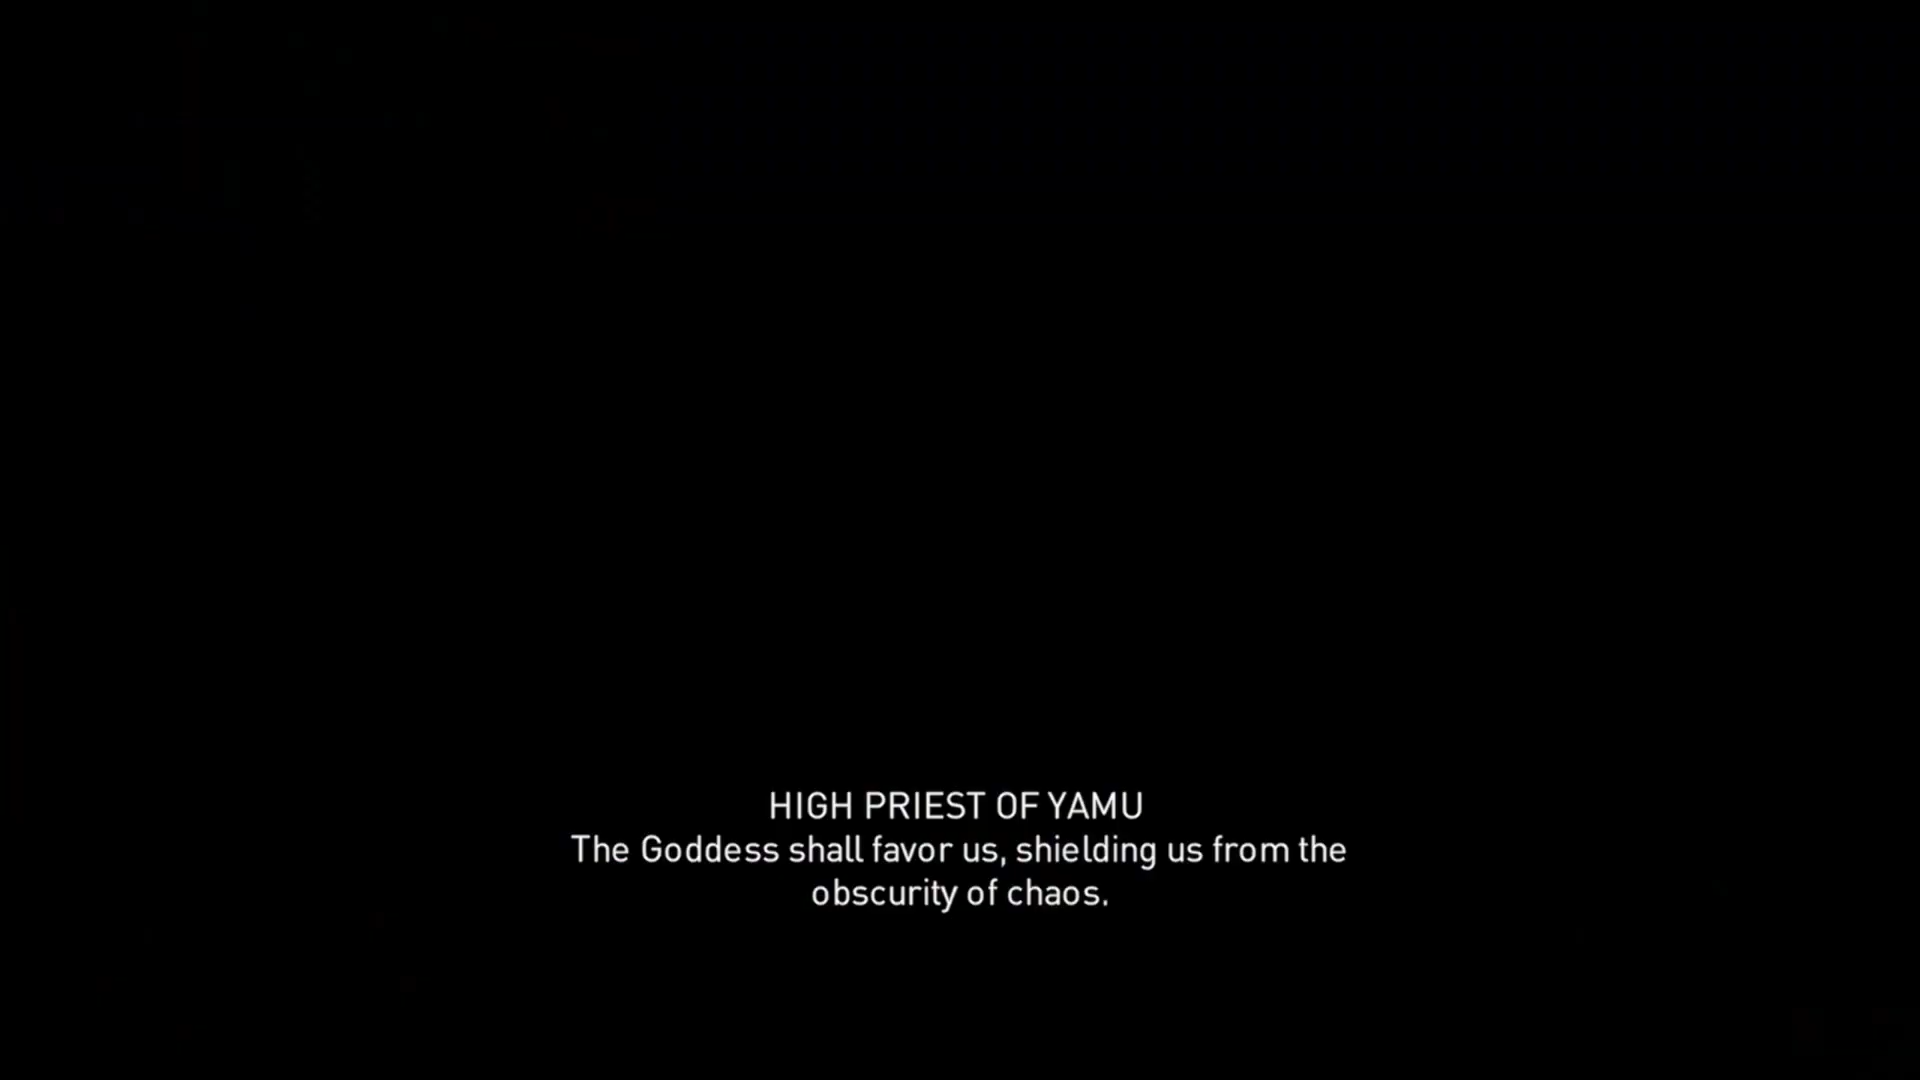 HIGH PRIEST OF YAMU
The Goddess shall favor us, shielding us from the
obscurity of chaos.